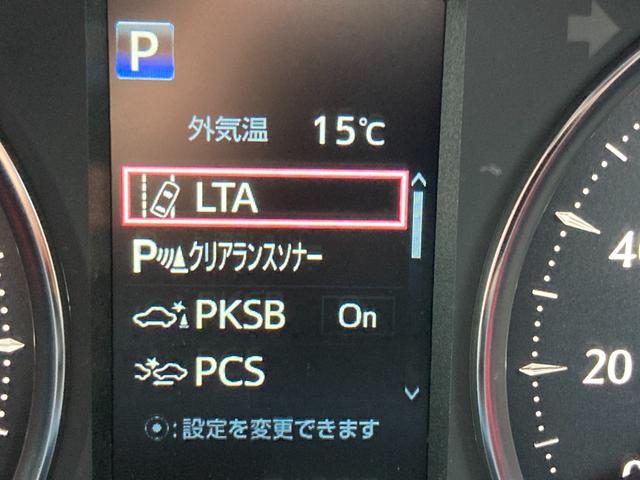 P
外気温 15℃
LTA
P クリアランスソナー
PKSB On
PCS
:設定を変更できます
20